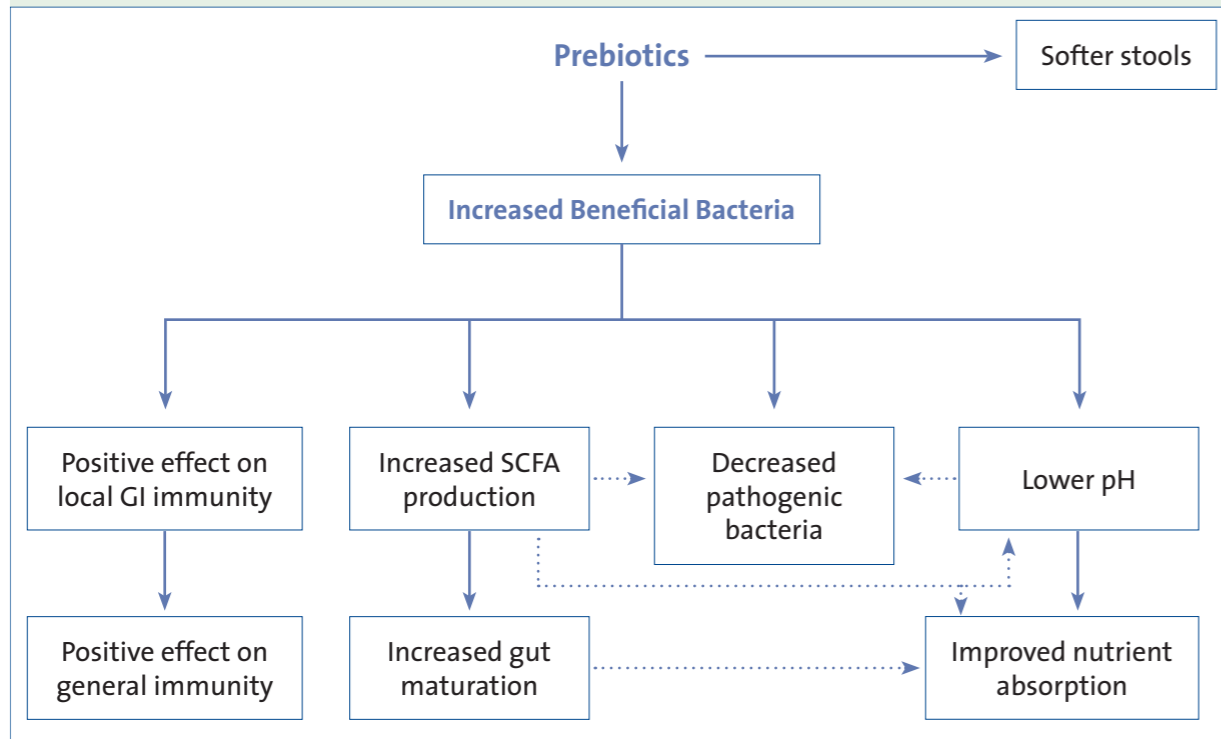 Prebiotics
Softer stools
Increased Beneficial Bacteria
Positive effect on
local GI immunity
Increased SCFA
production
Decreased
pathogenic
bacteria
Lower pH
Positive effect on
general immunity
Increased gut
maturation
Improved nutrient
absorption